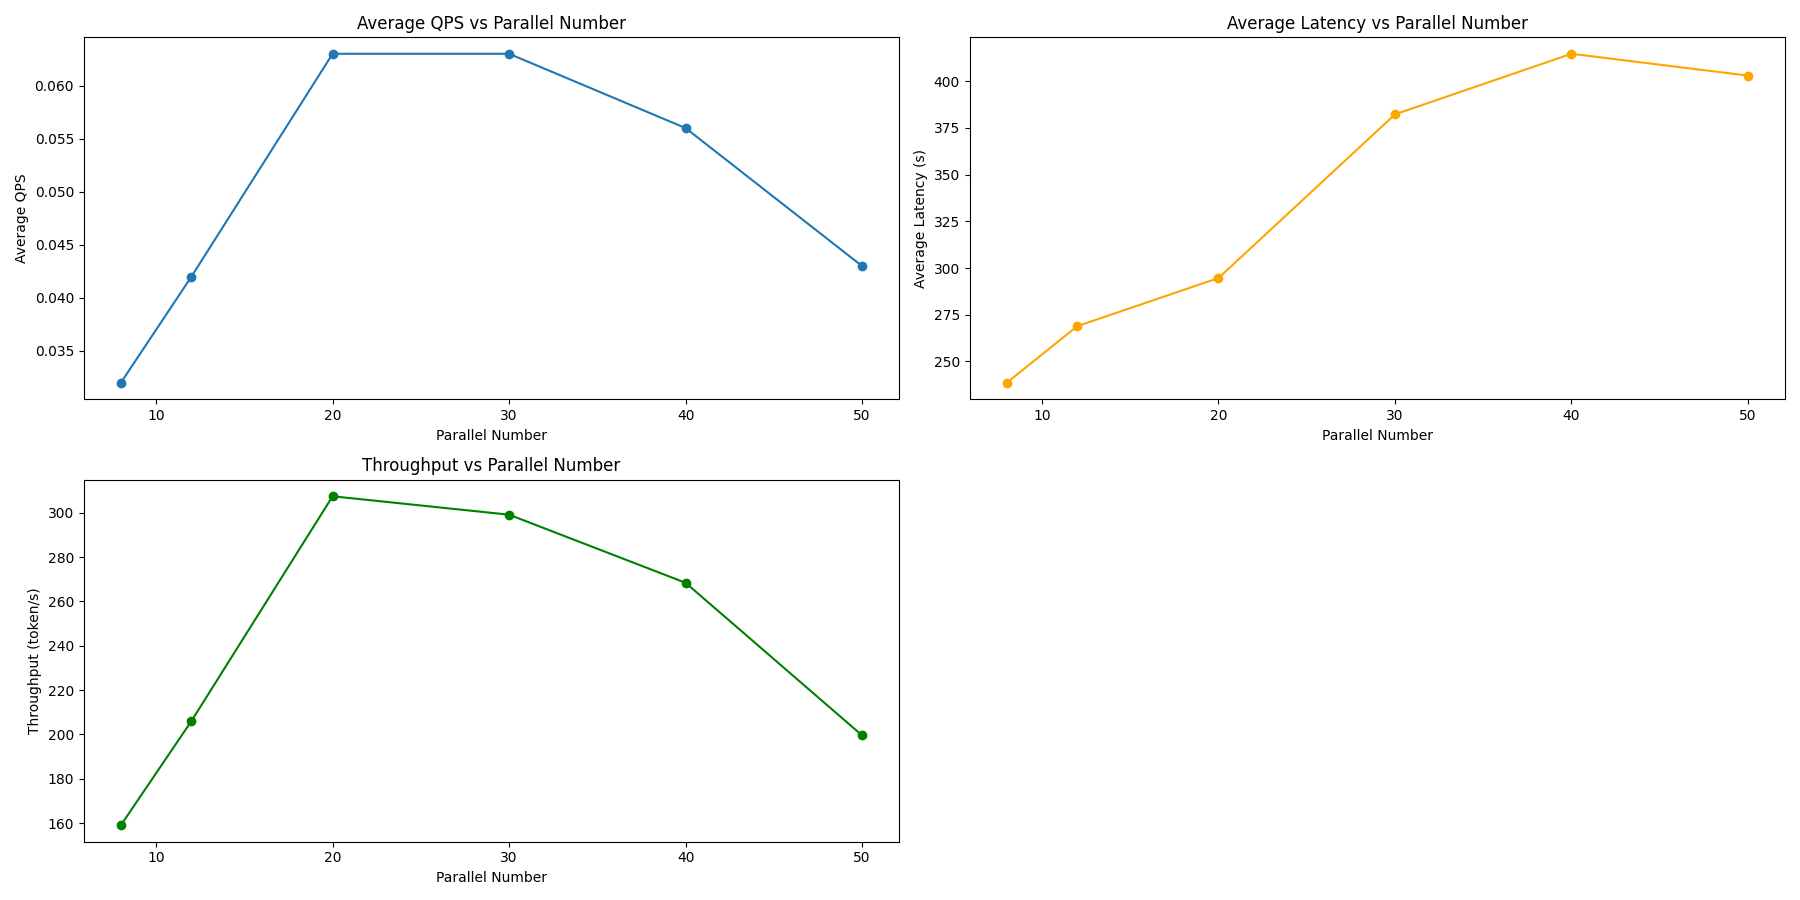 Average QPS vs Parallel Number
Average QPS
0.060
0.055
0.050
0.045
0.040
0.035
10 20 30 40 50
Parallel Number
Average Latency vs Parallel Number
Average Latency (s)
400
375
350
325
300
275
250
10 20 30 40 50
Parallel Number
Throughput vs Parallel Number
Throughput (token/s)
300
280
260
240
220
200
180
160
10 20 30 40 50
Parallel Number